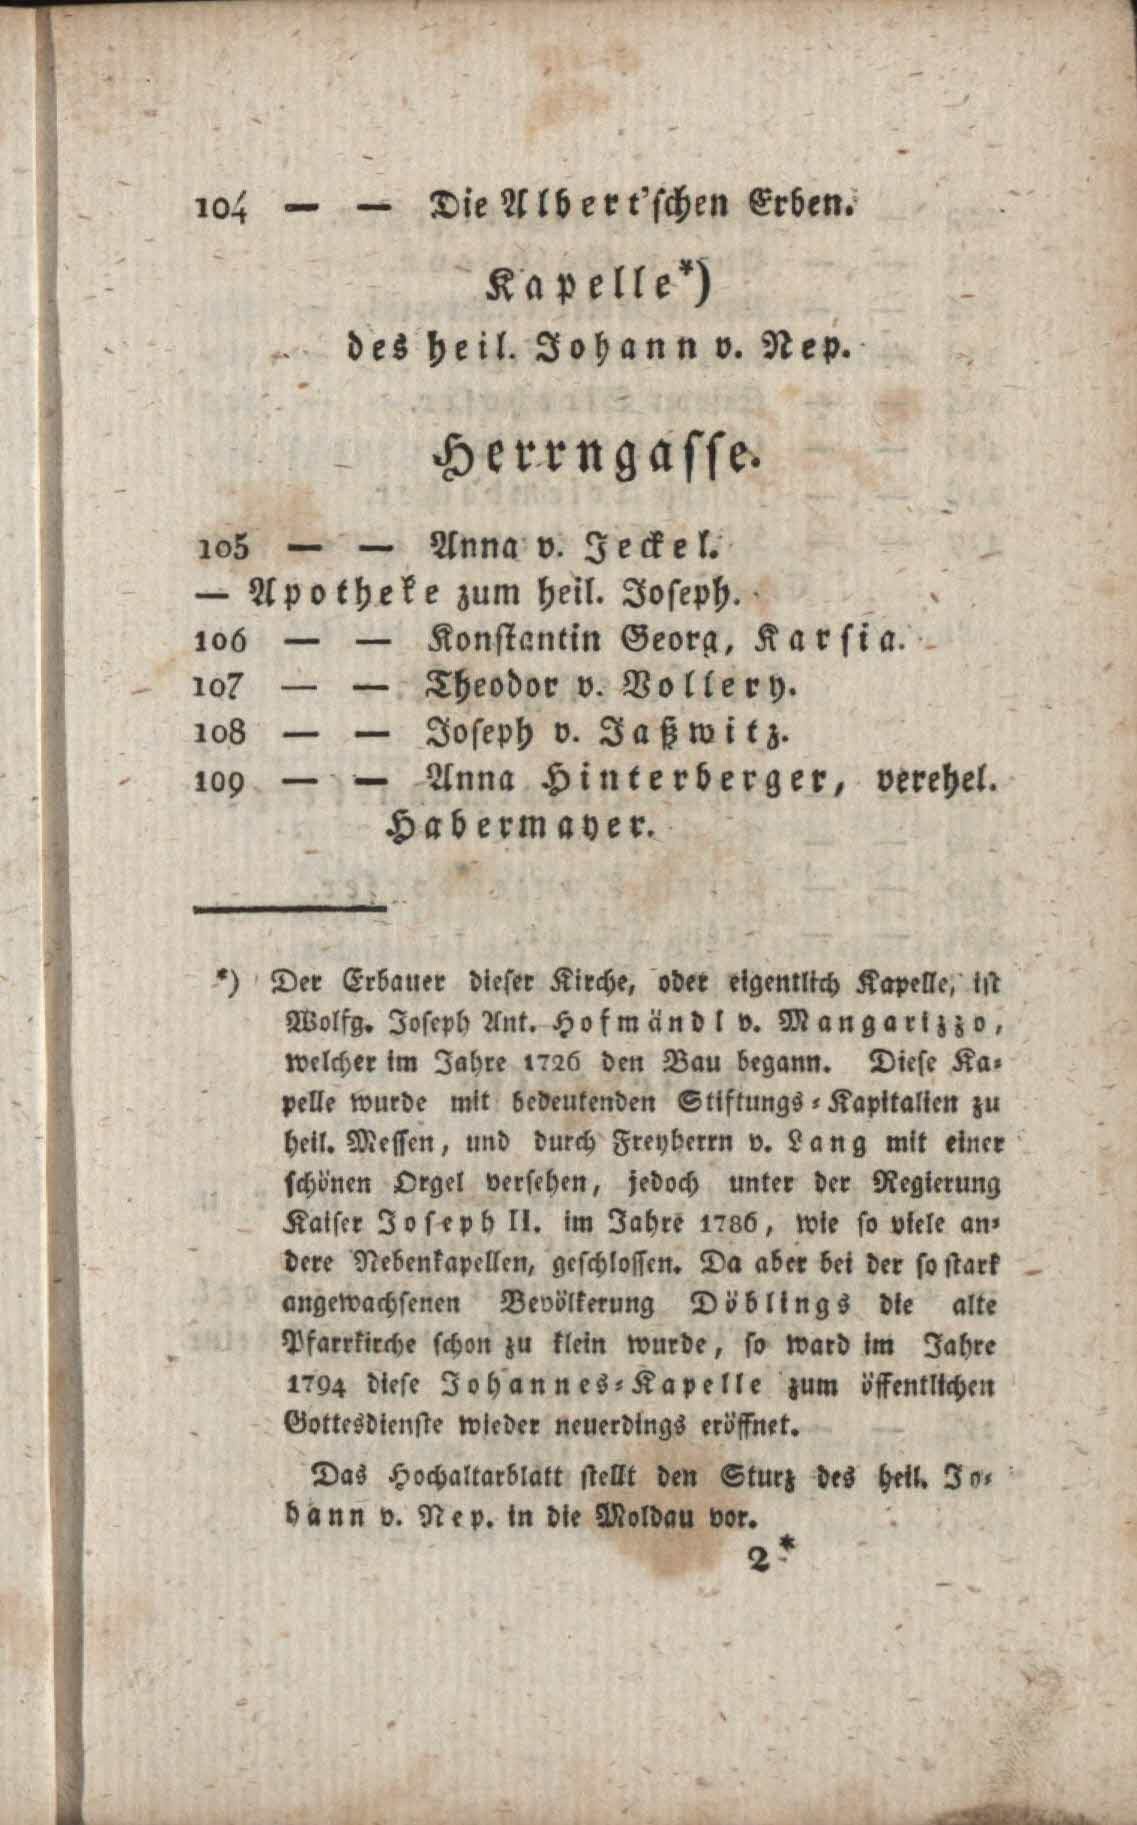 104 — — Die Albert'schen Erben.
Kapelle*)
des heil. Johann v. Nep.
Herrngasse.
105 — — Anna v. Jeckel.
— Apotheke zum heil. Joseph.
106 — — Konstantin Georg, Karsia.
107 — — Theodor v. Vollery.
108 — — Joseph v. Jaßwitz.
109 — — Anna Hinterberger, verehel.
Habermayer.
*) Der Erbauer dieser Kirche, oder eigentlich Kapelle, ist
Wolfg. Joseph Ant. Hofmändl v. Mangarizzo,
welcher im Jahre 1726 den Bau begann. Diese Ka-
pelle wurde mit bedeutenden Stiftungs-Kapitalien zu
heil. Messen, und durch Freyherrn v. Lang mit einer
schönen Orgel versehen, jedoch unter der Regierung
Kaiser Joseph II. im Jahre 1786, wie so viele an-
dere Nebenkapellen, geschlossen. Da aber bei der so stark
angewachsenen Bevölkerung Döblings die alte
Pfarrkirche schon zu klein wurde, so ward im Jahre
1794 diese Johannes-Kapelle zum öffentlichen
Gottesdienste wieder neuerdings eröffnet.
Das Hochaltarblatt stellt den Sturz des heil. Jo-
hann v. Nep. in die Moldau vor.
2*